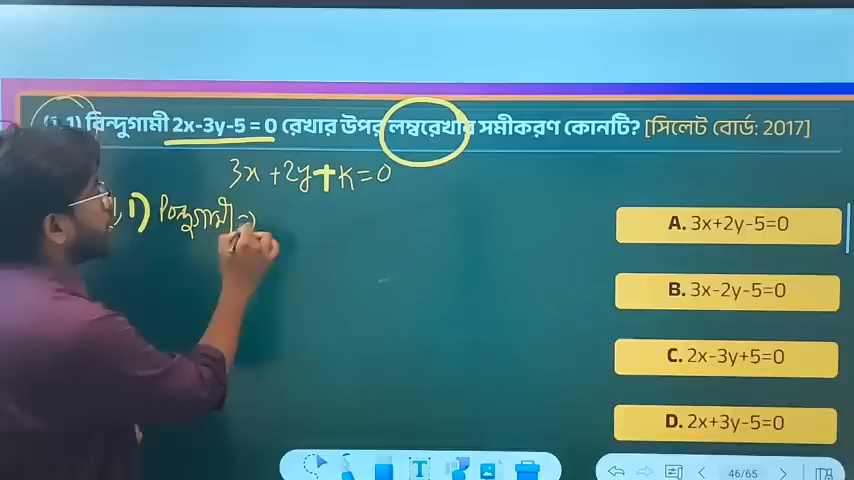 (1,1) বিন্দুগামী 2x-3y-5 = 0 রেখার উপর লম্বরেখার সমীকরণ কোনটি? [সিলেট বোর্ড: 2017]
3x + 2y + k = 0
, 1) বিন্দুগামী ⇒
A. 3x+2y-5=0
B. 3x-2y-5=0
C. 2x-3y+5=0
D. 2x+3y-5=0
T
46/65